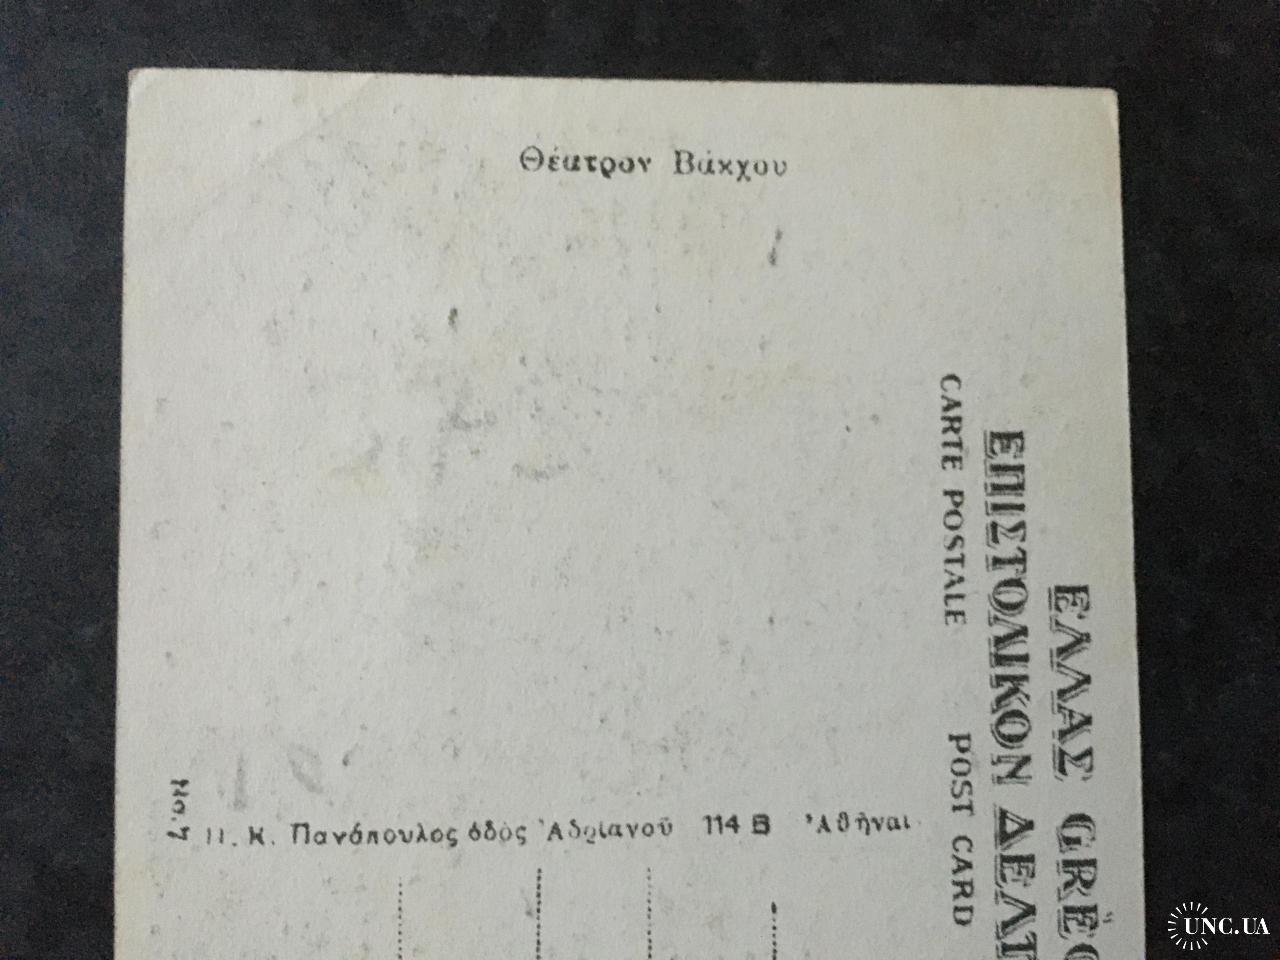 Θέατρον Βάκχου
ΕΛΛΑΣ GRÈC
ΕΠΙΣΤΟΛΙΚΟΝ ΔΕΛΤ
CARTE POSTALE POST CARD
Π. Κ. Πανόπουλος ὁδὸς Ἀδριανοῦ 114 Β Ἀθῆναι
No. 7
UNC.UA